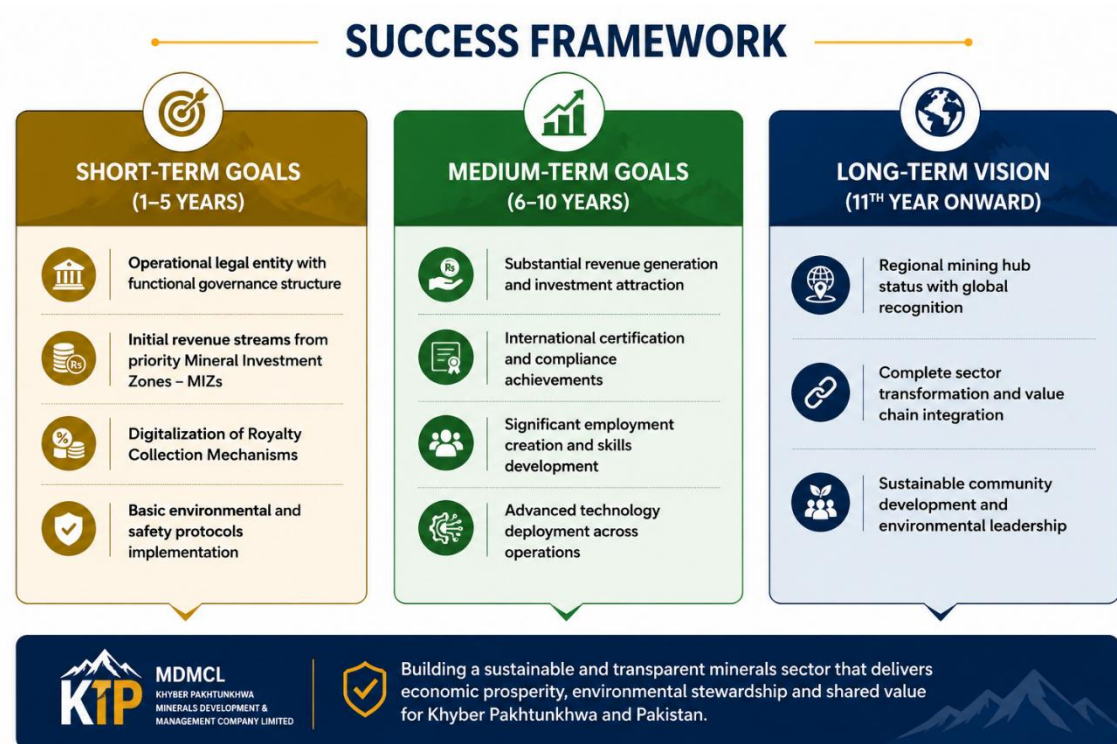 SUCCESS FRAMEWORK
SHORT-TERM GOALS
(1–5 YEARS)
Operational legal entity with
functional governance structure
Rs
Initial revenue streams from
priority Mineral Investment
Zones – MIZs
%
Digitalization of Royalty
Collection Mechanisms
Basic environmental and
safety protocols
implementation
MEDIUM-TERM GOALS
(6–10 YEARS)
Rs
Substantial revenue generation
and investment attraction
International certification
and compliance
achievements
Significant employment
creation and skills
development
Advanced technology
deployment across
operations
LONG-TERM VISION
(11TH YEAR ONWARD)
Regional mining hub
status with global
recognition
Complete sector
transformation and value
chain integration
Sustainable community
development and
environmental leadership
KTP
MDMCL
KHYBER PAKHTUNKHWA
MINERALS DEVELOPMENT &
MANAGEMENT COMPANY LIMITED
Building a sustainable and transparent minerals sector that delivers
economic prosperity, environmental stewardship and shared value
for Khyber Pakhtunkhwa and Pakistan.